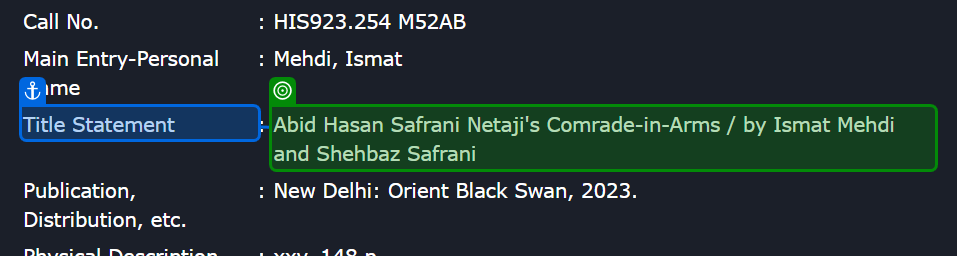 Call No. : HIS923.254 M52AB
Main Entry-Personal : Mehdi, Ismat
ame
Title Statement : Abid Hasan Safrani Netaji's Comrade-in-Arms / by Ismat Mehdi
and Shehbaz Safrani
Publication, : New Delhi: Orient Black Swan, 2023.
Distribution, etc.
Physical Description : xxv, 148 p.